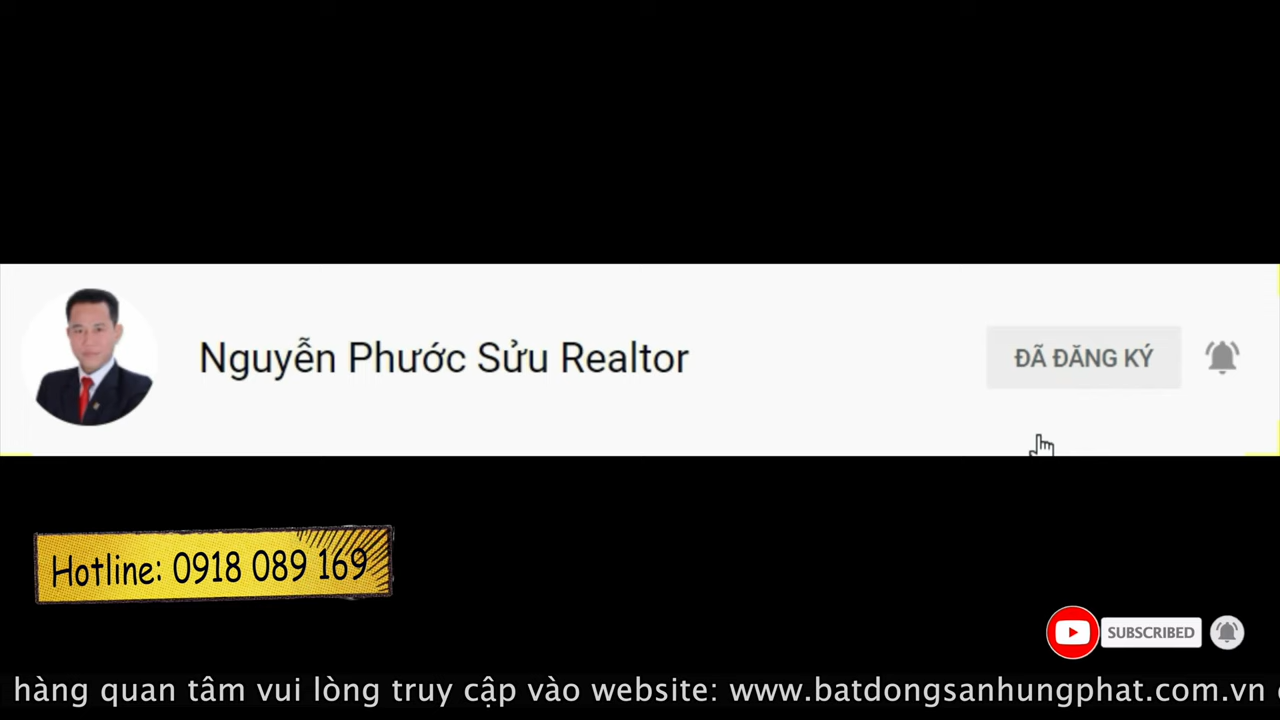 Nguyễn Phước Sửu Realtor
ĐÃ ĐĂNG KÝ
Hotline: 0918 089 169
SUBSCRIBED
hàng quan tâm vui lòng truy cập vào website: www.batdongsanhungphat.com.vn